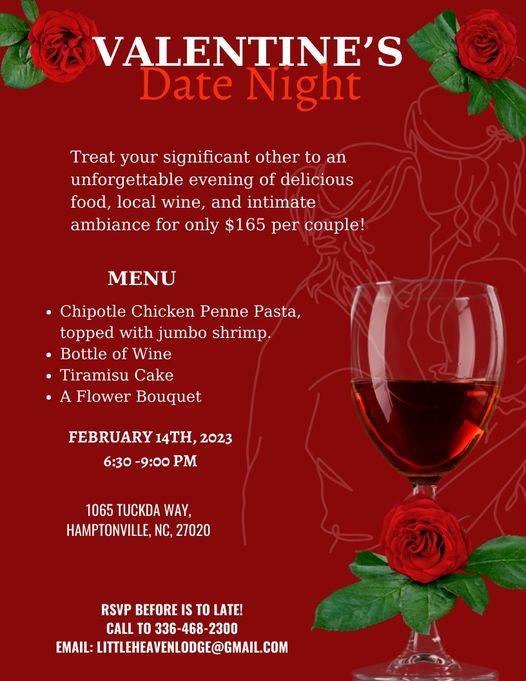 VALENTINE'S
Date Night
Treat your significant other to an
unforgettable evening of delicious
food, local wine, and intimate
ambiance for only $165 per couple!
MENU
• Chipotle Chicken Penne Pasta,
topped with jumbo shrimp.
• Bottle of Wine
• Tiramisu Cake
• A Flower Bouquet
FEBRUARY 14TH, 2023
6:30 -9:00 PM
1065 TUCKDA WAY,
HAMPTONVILLE, NC, 27020
RSVP BEFORE IS TO LATE!
CALL TO 336-468-2300
EMAIL: LITTLEHEAVENLODGE@GMAIL.COM